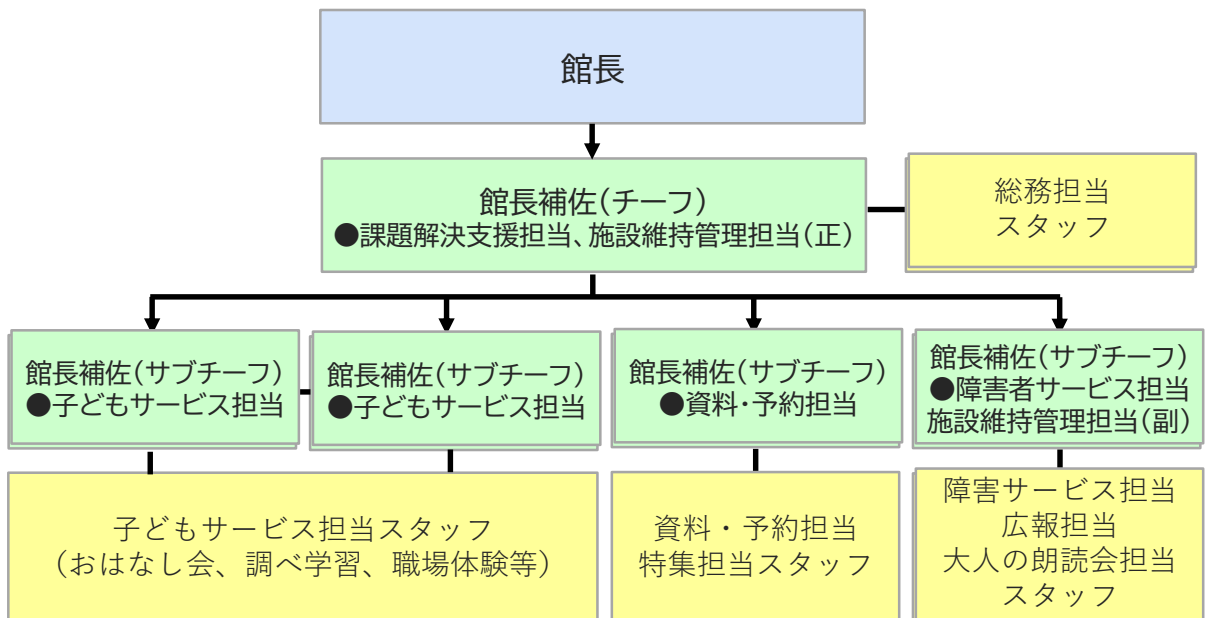 館長
館長補佐(チーフ)
●課題解決支援担当、施設維持管理担当(正)
総務担当
スタッフ
館長補佐(サブチーフ)
●子どもサービス担当
館長補佐(サブチーフ)
●子どもサービス担当
館長補佐(サブチーフ)
●資料・予約担当
館長補佐(サブチーフ)
●障害者サービス担当
施設維持管理担当(副)
子どもサービス担当スタッフ
(おはなし会、調べ学習、職場体験等)
資料・予約担当
特集担当スタッフ
障害サービス担当
広報担当
大人の朗読会担当
スタッフ